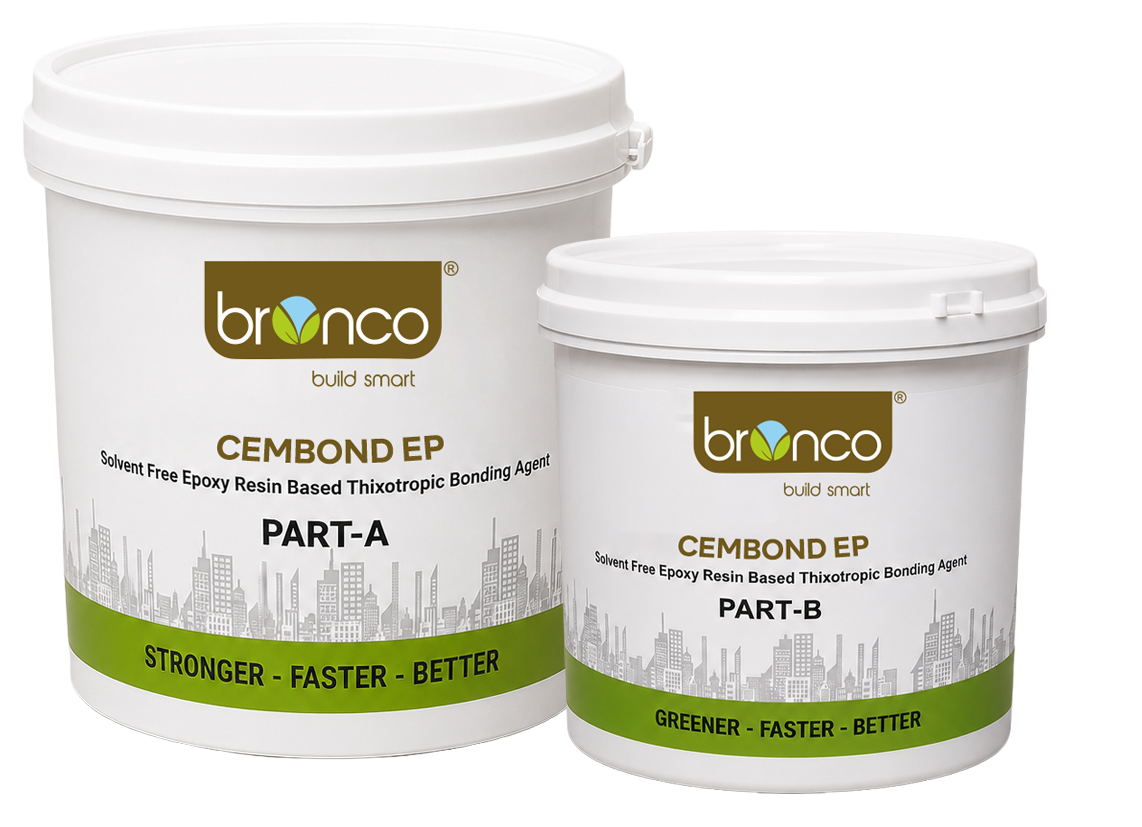 bronco®
build smart
CEMBOND EP
Solvent Free Epoxy Resin Based Thixotropic Bonding Agent
PART-A
STRONGER - FASTER - BETTER
bronco®
build smart
CEMBOND EP
Solvent Free Epoxy Resin Based Thixotropic Bonding Agent
PART-B
GREENER - FASTER - BETTER